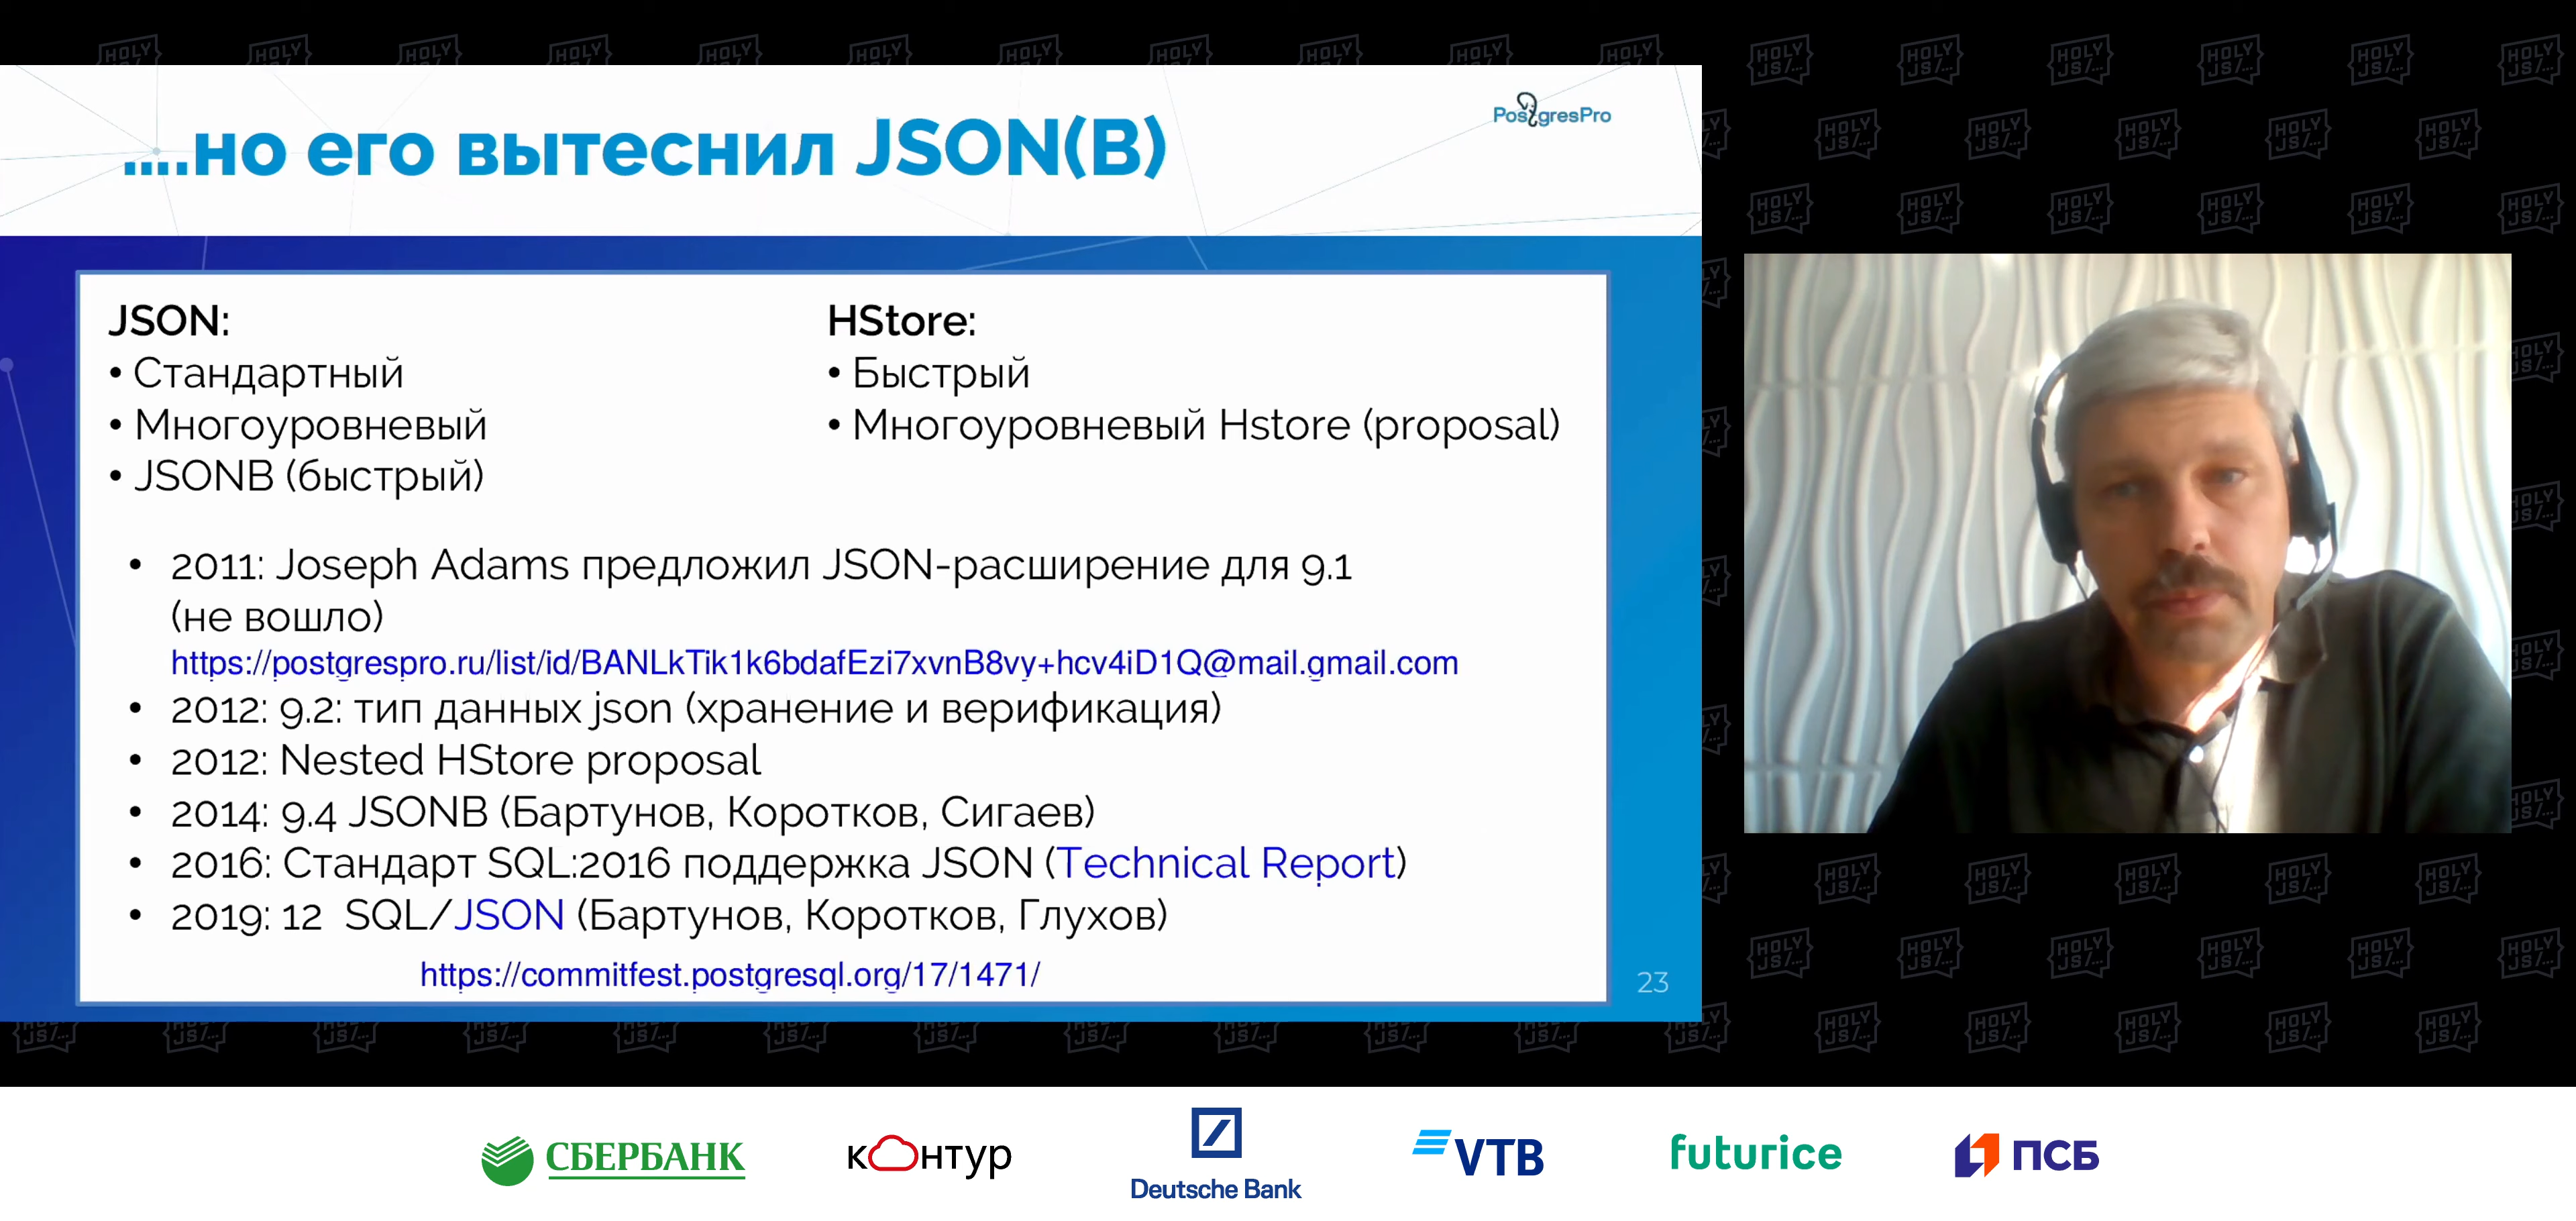 ....но его вытеснил JSON(B)
PostgresPro
JSON:
• Стандартный
• Многоуровневый
• JSONB (быстрый)
HStore:
• Быстрый
• Многоуровневый Hstore (proposal)
• 2011: Joseph Adams предложил JSON-расширение для 9.1
(не вошло)
https://postgrespro.ru/list/id/BANLkTik1k6bdafEzi7xvnB8vy+hcv4iD1Q@mail.gmail.com
• 2012: 9.2: тип данных json (хранение и верификация)
• 2012: Nested HStore proposal
• 2014: 9.4 JSONB (Бартунов, Коротков, Сигаев)
• 2016: Стандарт SQL:2016 поддержка JSON (Technical Report)
• 2019: 12 SQL/JSON (Бартунов, Коротков, Глухов)
https://commitfest.postgresql.org/17/1471/
23
HOLY
JS/...
СБЕРБАНК
контур
Deutsche Bank
VTB
futurice
ПСБ